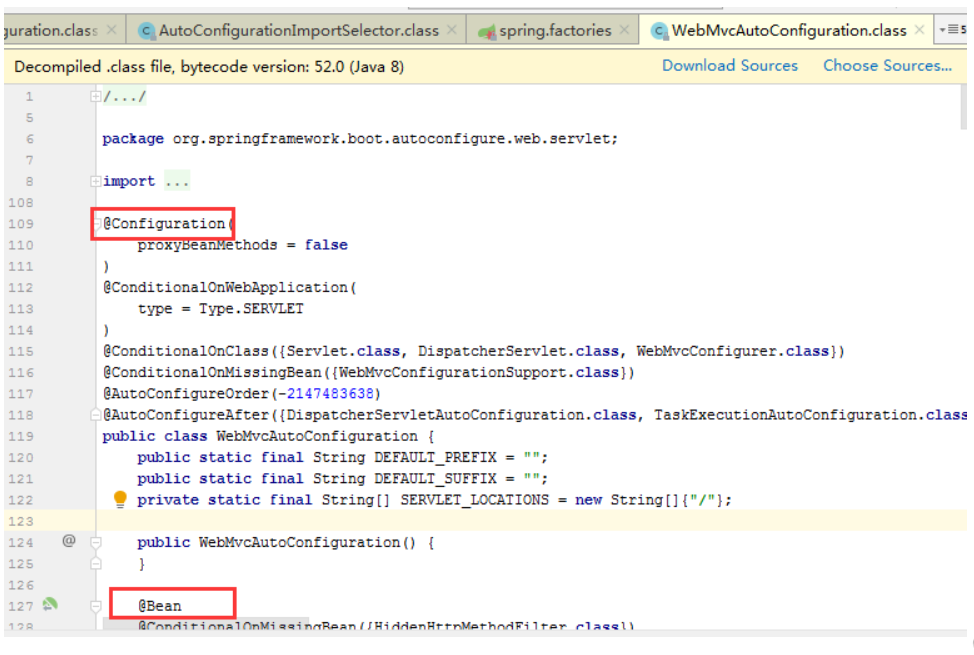 guration.class AutoConfigurationImportSelector.class spring.factories WebMvcAutoConfiguration.class
Decompiled .class file, bytecode version: 52.0 (Java 8) Download Sources Choose Sources...
1 /.../
5
6 package org.springframework.boot.autoconfigure.web.servlet;
7
8 import ...
108
109 @Configuration(
110 proxyBeanMethods = false
111 )
112 @ConditionalOnWebApplication(
113 type = Type.SERVLET
114 )
115 @ConditionalOnClass({Servlet.class, DispatcherServlet.class, WebMvcConfigurer.class})
116 @ConditionalOnMissingBean({WebMvcConfigurationSupport.class})
117 @AutoConfigureOrder(-2147483638)
118 @AutoConfigureAfter({DispatcherServletAutoConfiguration.class, TaskExecutionAutoConfiguration.class
119 public class WebMvcAutoConfiguration {
120 public static final String DEFAULT_PREFIX = "";
121 public static final String DEFAULT_SUFFIX = "";
122 private static final String[] SERVLET_LOCATIONS = new String[]{"/"};
123
124 @ public WebMvcAutoConfiguration() {
125 }
126
127 @Bean
128 @ConditionalOnMissingBean({HiddenHttpMethodFilter.class})